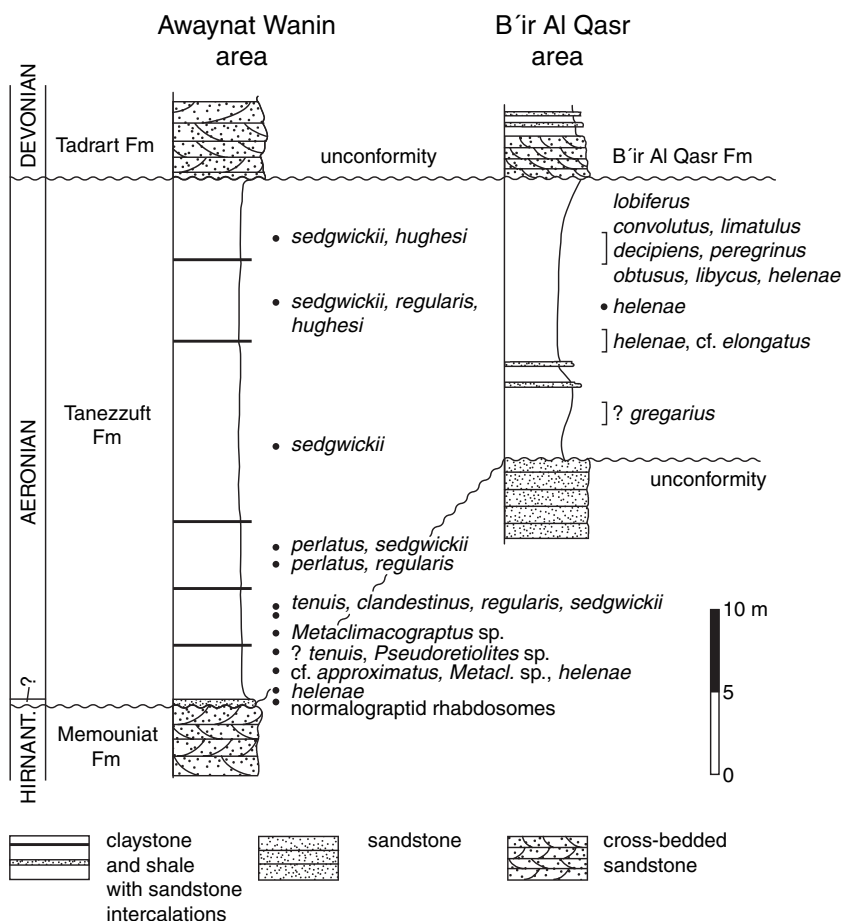 Awaynat Wanin
area
B´ir Al Qasr
area
DEVONIAN
Tadrart Fm
unconformity
B´ir Al Qasr Fm
lobiferus
convolutus, limatulus
decipiens, peregrinus
obtusus, libycus, helenae
helenae
helenae, cf. elongatus
? gregarius
unconformity
AERONIAN
Tanezzuft
Fm
sedgwickii, hughesi
sedgwickii, regularis,
hughesi
sedgwickii
perlatus, sedgwickii
perlatus, regularis
tenuis, clandestinus, regularis, sedgwickii
Metaclimacograptus sp.
? tenuis, Pseudoretiolites sp.
cf. approximatus, Metacl. sp., helenae
helenae
normalograptid rhabdosomes
?
HIRNANT.
Memouniat
Fm
10 m
5
0
claystone
and shale
with sandstone
intercalations
sandstone
cross-bedded
sandstone